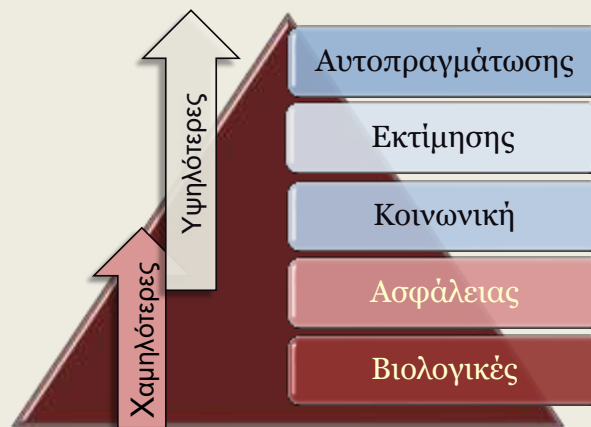 Αυτοπραγμάτωσης
Εκτίμησης
Κοινωνική
Ασφάλειας
Βιολογικές
Υψηλότερες
Χαμηλότερες